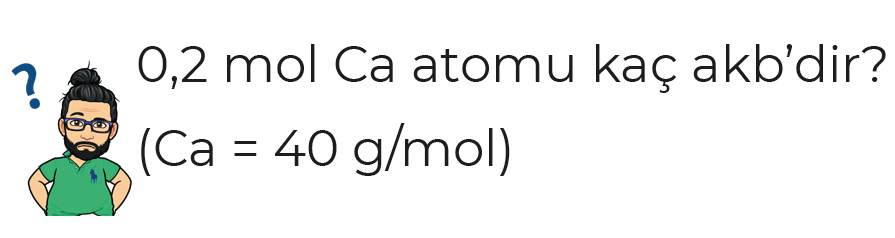 0,2 mol Ca atomu kaç akb’dir?
(Ca = 40 g/mol)